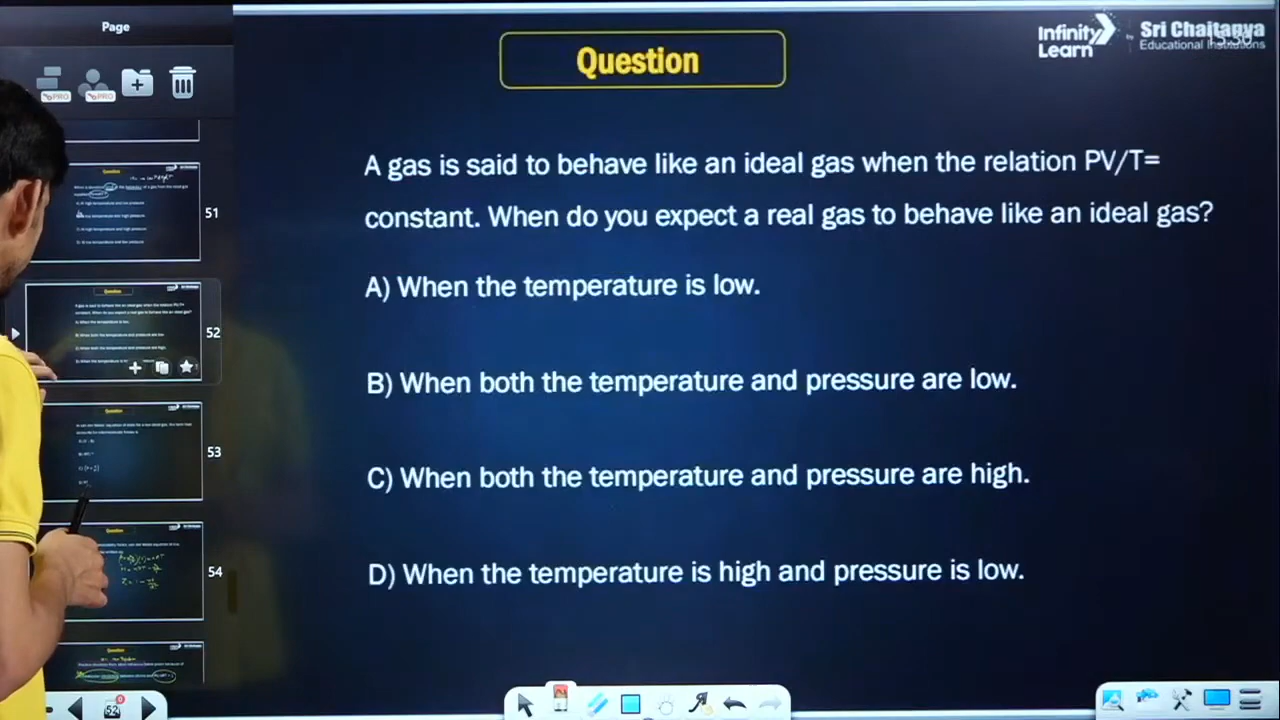 Page
Question
Infinity Learn by Sri Chaitanya Educational Institutions
A gas is said to behave like an ideal gas when the relation PV/T=
constant. When do you expect a real gas to behave like an ideal gas?
A) When the temperature is low.
B) When both the temperature and pressure are low.
C) When both the temperature and pressure are high.
D) When the temperature is high and pressure is low.
PRO
PRO
51
52
53
54
52